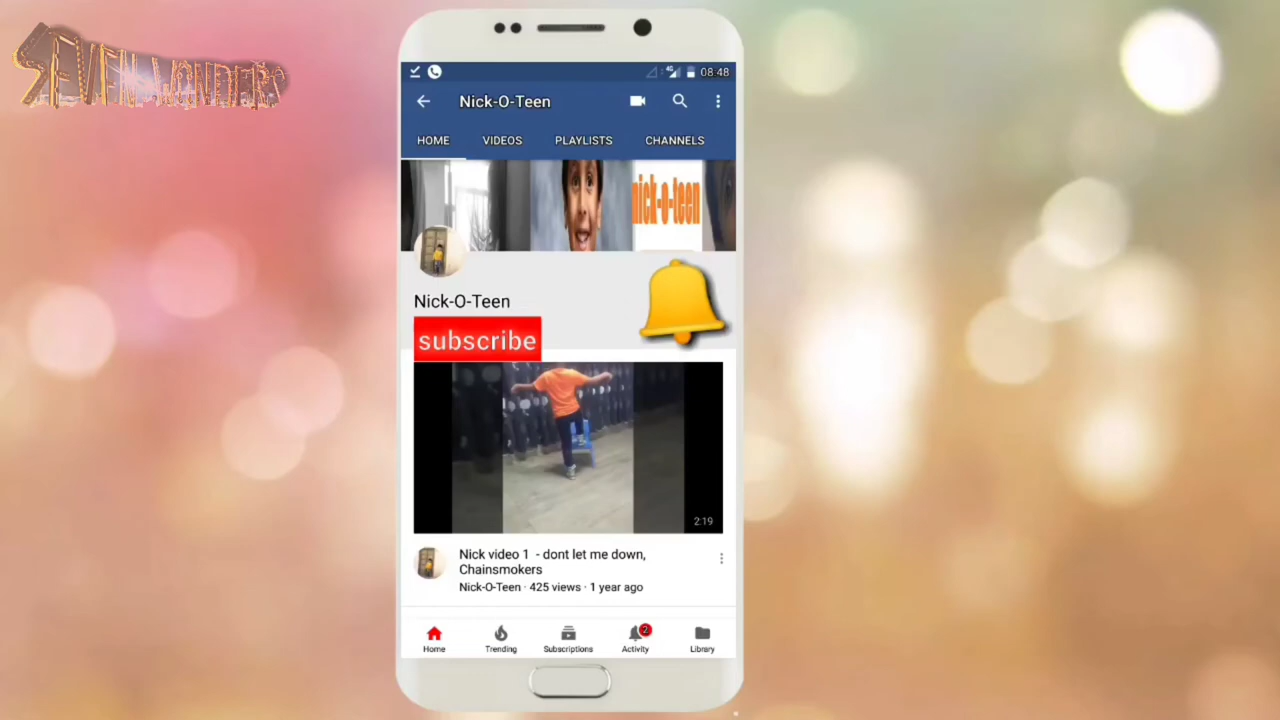 SEVEN WONDERS
4G 08:48
Nick-O-Teen
HOME VIDEOS PLAYLISTS CHANNELS
nick-o-teen
Nick-O-Teen
subscribe
2:19
Nick video 1 - dont let me down,
Chainsmokers
Nick-O-Teen · 425 views · 1 year ago
2
Home Trending Subscriptions Activity Library